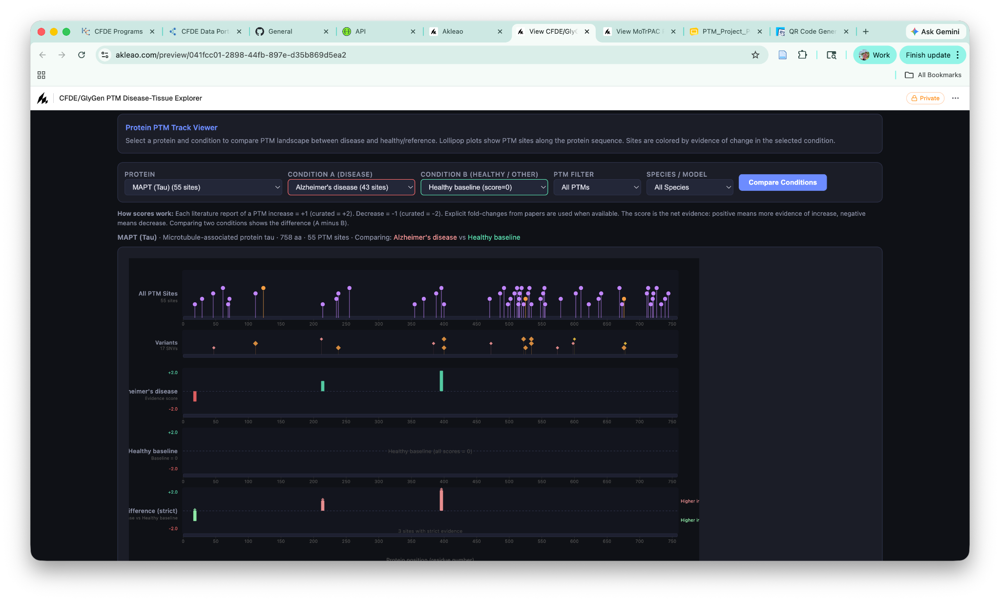 CFDE Programs
CFDE Data Port
General
API
Akleao
View CFDE/Gly
View MoTrPAC
PTM_Project_P
QR Code Gener
Ask Gemini
akleao.com/preview/041fcc01-2898-44fb-897e-d35b869d5ea2
Work
Finish update
All Bookmarks
CFDE/GlyGen PTM Disease-Tissue Explorer
Private
Protein PTM Track Viewer
Select a protein and condition to compare PTM landscape between disease and healthy/reference. Lollipop plots show PTM sites along the protein sequence. Sites are colored by evidence of change in the selected condition.
PROTEIN
CONDITION A (DISEASE)
CONDITION B (HEALTHY / OTHER)
PTM FILTER
SPECIES / MODEL
MAPT (Tau) (55 sites)
Alzheimer's disease (43 sites)
Healthy baseline (score=0)
All PTMs
All Species
Compare Conditions
How scores work: Each literature report of a PTM increase = +1 (curated = +2). Decrease = -1 (curated = -2). Explicit fold-changes from papers are used when available. The score is the net evidence: positive means more evidence of increase, negative
means decrease. Comparing two conditions shows the difference (A minus B).
MAPT (Tau) · Microtubule-associated protein tau · 758 aa · 55 PTM sites · Comparing: Alzheimer's disease vs Healthy baseline
All PTM Sites
55 sites
0 50 100 150 200 250 300 350 400 450 500 550 600 650 700 750
Variants
17 SNVs
+2.0
heimer's disease
Evidence score
-2.0
0 50 100 150 200 250 300 350 400 450 500 550 600 650 700 750
+2.0
Healthy baseline
Baseline = 0
Healthy baseline (all scores = 0)
-2.0
0 50 100 150 200 250 300 350 400 450 500 550 600 650 700 750
+2.0
ifference (strict)
se vs Healthy baseline
Higher in
Higher in
-2.0
3 sites with strict evidence
0 50 100 150 200 250 300 350 400 450 500 550 600 650 700 750
Protein position (residue number)